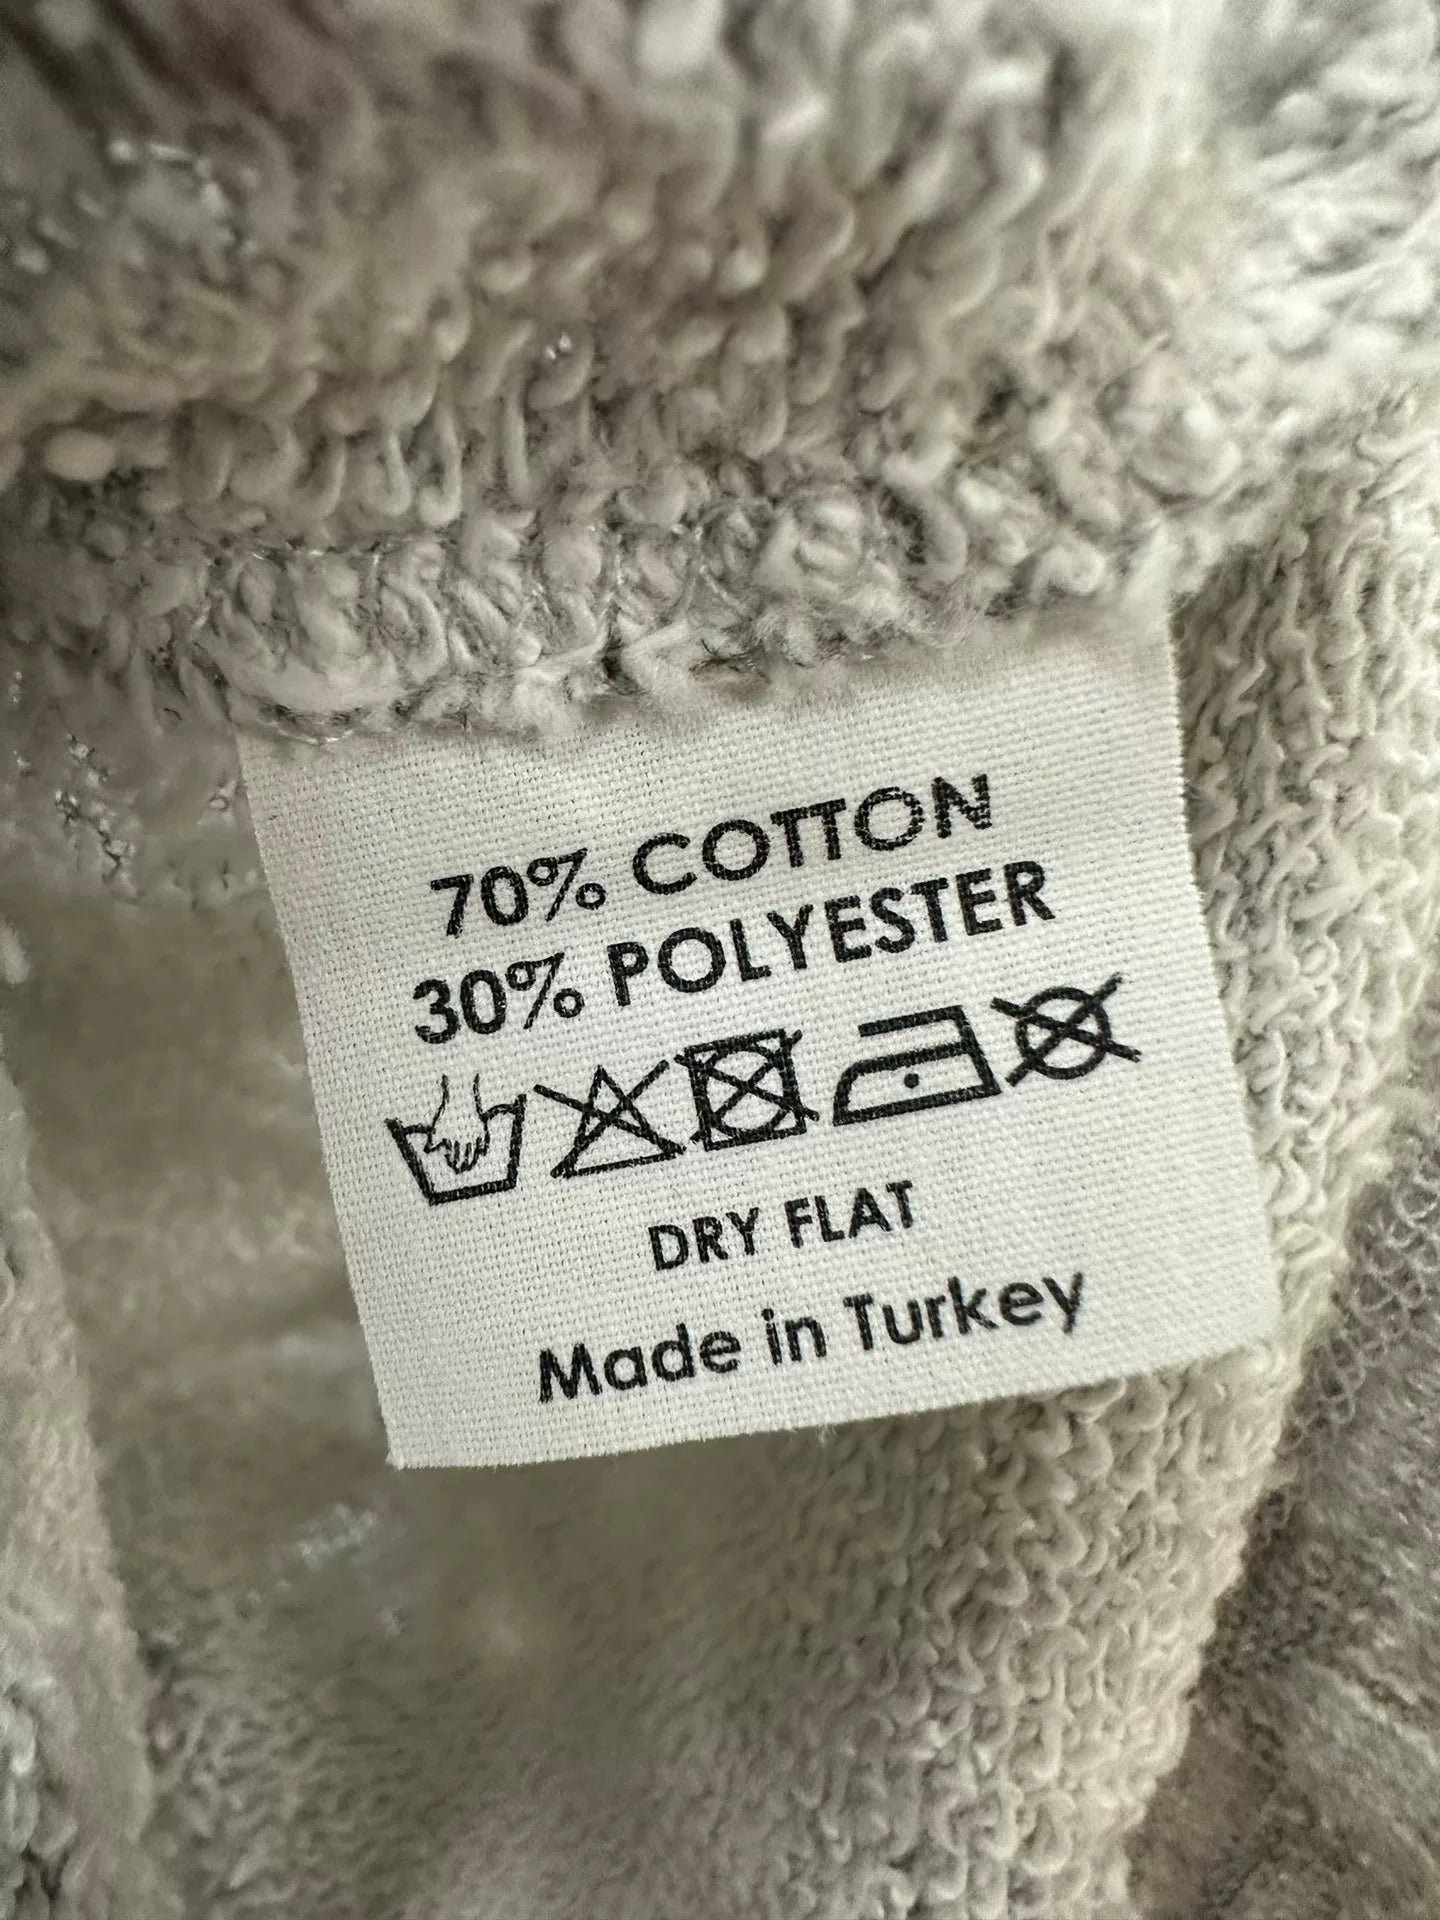 70% COTTON
30% POLYESTER
DRY FLAT
Made in Turkey